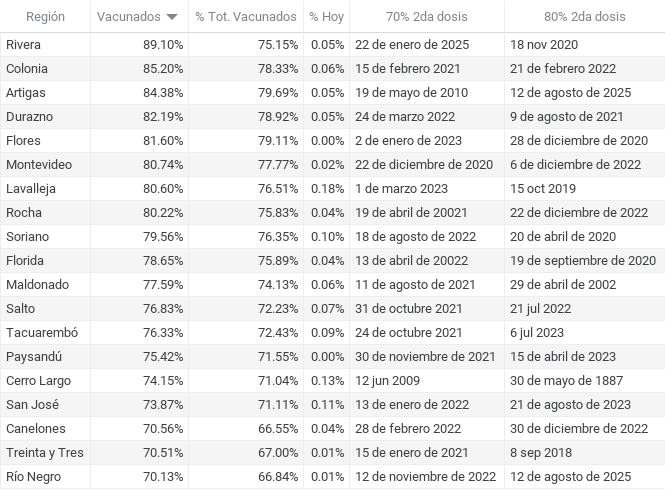 Región Vacunados % Tot. Vacunados % Hoy 70% 2da dosis 80% 2da dosis
Rivera 89.10% 75.15% 0.05% 22 de enero de 2025 18 nov 2020
Colonia 85.20% 78.33% 0.06% 15 de febrero 2021 21 de febrero 2022
Artigas 84.38% 79.69% 0.05% 19 de mayo de 2010 12 de agosto de 2025
Durazno 82.19% 78.92% 0.05% 24 de marzo 2022 9 de agosto de 2021
Flores 81.60% 79.11% 0.00% 2 de enero de 2023 28 de diciembre de 2020
Montevideo 80.74% 77.77% 0.02% 22 de diciembre de 2020 6 de diciembre de 2022
Lavalleja 80.60% 76.51% 0.18% 1 de marzo 2023 15 oct 2019
Rocha 80.22% 75.83% 0.04% 19 de abril de 20021 22 de diciembre de 2022
Soriano 79.56% 76.35% 0.10% 18 de agosto de 2022 20 de abril de 2020
Florida 78.65% 75.89% 0.04% 13 de abril de 20022 19 de septiembre de 2020
Maldonado 77.59% 74.13% 0.06% 11 de agosto de 2021 29 de abril de 2002
Salto 76.83% 72.23% 0.07% 31 de octubre 2021 21 jul 2022
Tacuarembó 76.33% 72.43% 0.09% 24 de octubre 2021 6 jul 2023
Paysandú 75.42% 71.55% 0.00% 30 de noviembre de 2021 15 de abril de 2023
Cerro Largo 74.15% 71.04% 0.13% 12 jun 2009 30 de mayo de 1887
San José 73.87% 71.11% 0.11% 13 de enero de 2022 21 de agosto de 2023
Canelones 70.56% 66.55% 0.04% 28 de febrero 2022 30 de diciembre de 2022
Treinta y Tres 70.51% 67.00% 0.01% 15 de enero de 2021 8 sep 2018
Río Negro 70.13% 66.84% 0.01% 12 de noviembre de 2022 12 de agosto de 2025